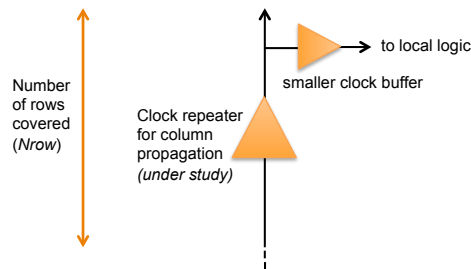 to local logic
smaller clock buffer
Number
of rows
covered
(Nrow)
Clock repeater
for column
propagation
(under study)